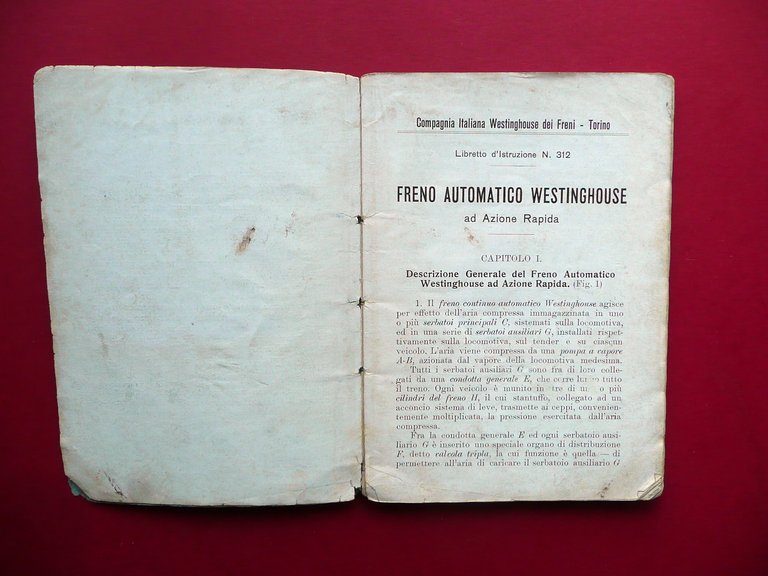 Compagnia Italiana Westinghouse dei Freni - Torino
Libretto d'Istruzione N. 312
FRENO AUTOMATICO WESTINGHOUSE
ad Azione Rapida
CAPITOLO I.
Descrizione Generale del Freno Automatico
Westinghouse ad Azione Rapida. (Fig. 1)
1. Il freno continuo automatico Westinghouse agisce
per effetto dell'aria compressa immagazzinata in uno
o più serbatoi principali C, sistemati sulla locomotiva,
ed in una serie di serbatoi ausiliari G, installati rispet-
tivamente sulla locomotiva, sul tender e su ciascun
veicolo. L'aria viene compressa da una pompa a vapore
A-B, azionata dal vapore della locomotiva medesima.
Tutti i serbatoi ausiliari G sono fra di loro colle-
gati da una condotta generale E, che corre lungo tutto
il treno. Ogni veicolo è munito di uno o più
cilindri del freno H, il cui stantuffo, collegato ad un
acconcio sistema di leve, trasmette ai ceppi, convenien-
temente moltiplicata, la pressione esercitata dall'aria
compressa.
Fra la condotta generale E ed ogni serbatoio ausi-
liario G è inserito uno speciale organo di distribuzione
F, detto valvola tripla, la cui funzione è quella — di
permettere all'aria di caricare il serbatoio ausiliario G